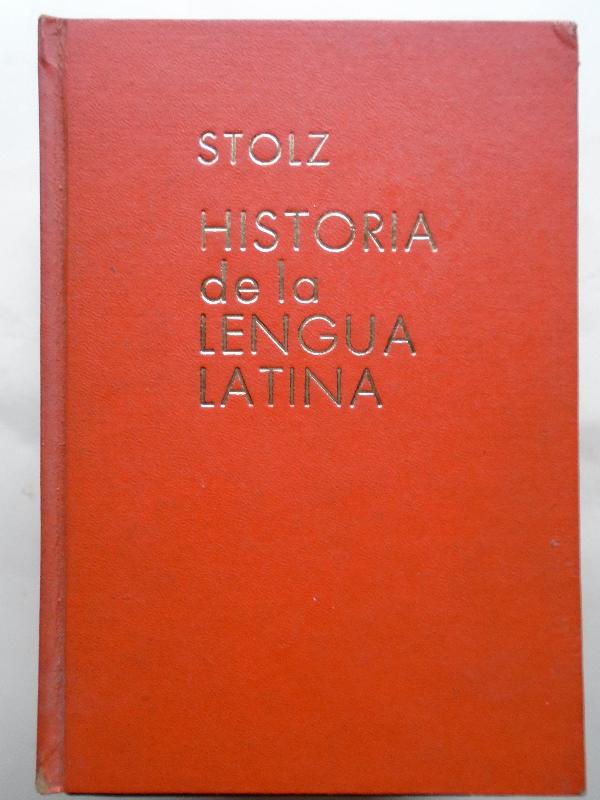 STOLZ
HISTORIA
de la
LENGUA
LATINA